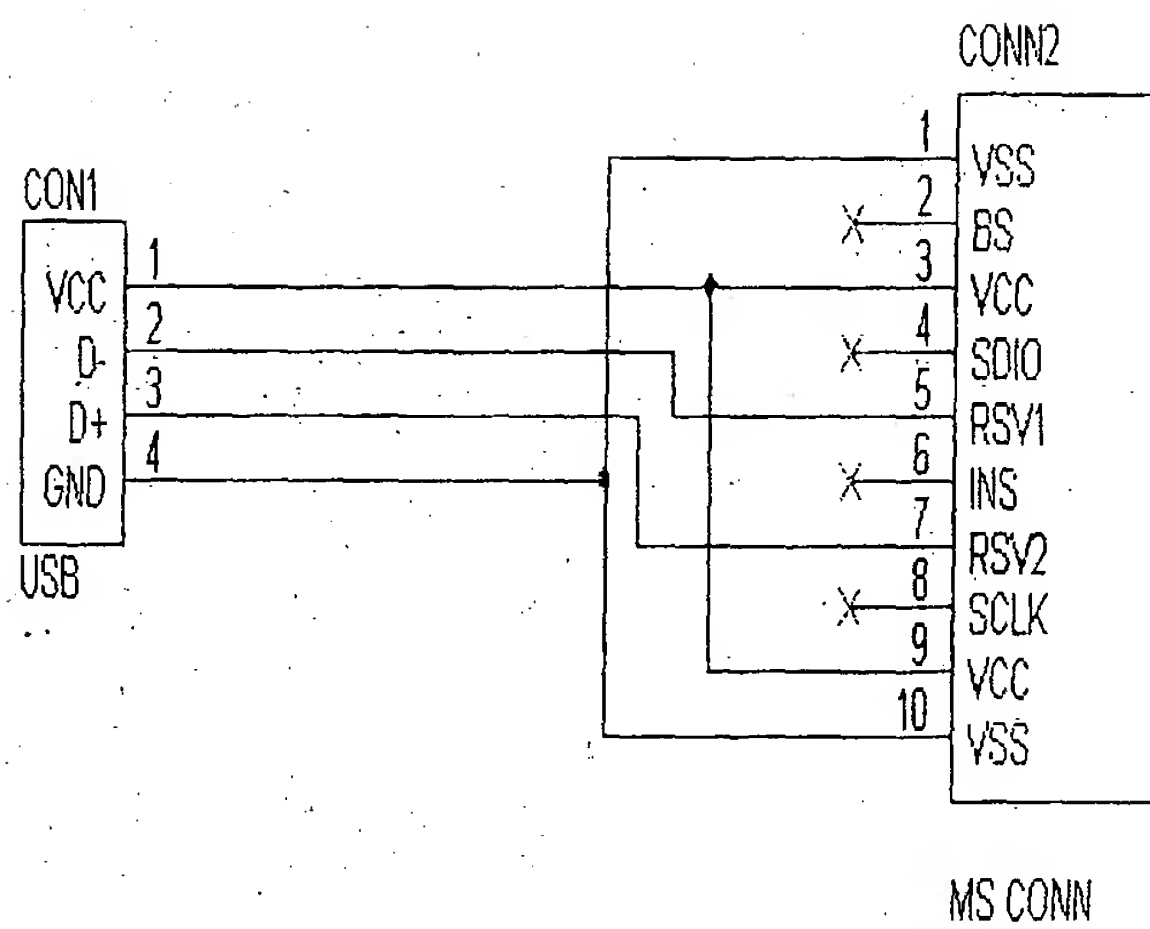 CON1
VCC
D-
D+
GND
1
2
3
4
USB
CONN2
1
2
3
4
5
6
7
8
9
10
VSS
BS
VCC
SDIO
RSV1
INS
RSV2
SCLK
VCC
VSS
MS CONN